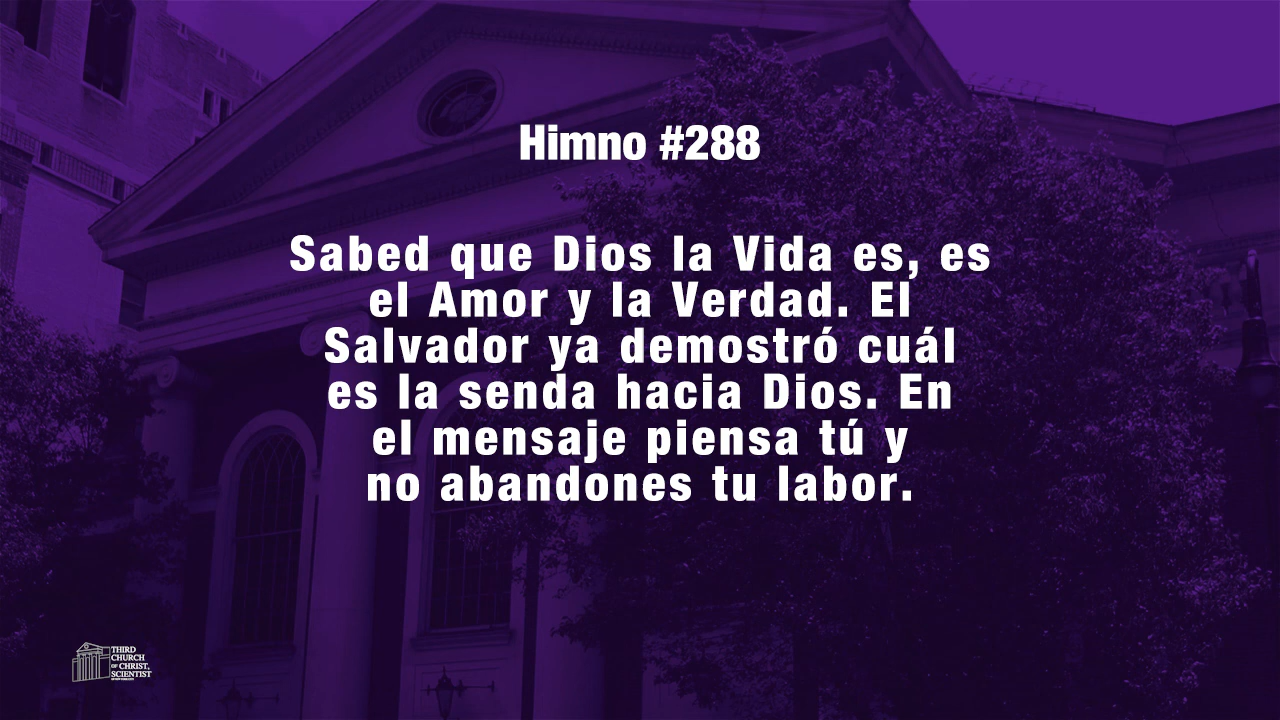 Himno #288
Sabed que Dios la Vida es, es
el Amor y la Verdad. El
Salvador ya demostró cuál
es la senda hacia Dios. En
el mensaje piensa tú y
no abandones tu labor.
THIRD
CHURCH
OF CHRIST,
SCIENTIST